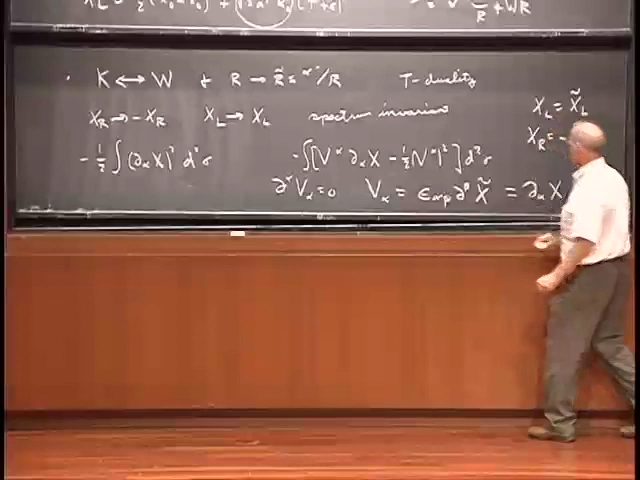 · K ⟷ W + R → R̃ = α'/R T-duality
X_R → -X_R X_L → X_L spectrum invariant
X_L = X̃_L
X_R = -
-½ ∫ (∂_α X)² d²σ
-∫ [V^α ∂_α X - ½ V^α)²] d²σ
∂^α V_α = 0 V_α = ε_αβ ∂^β X̃ = ∂_α X